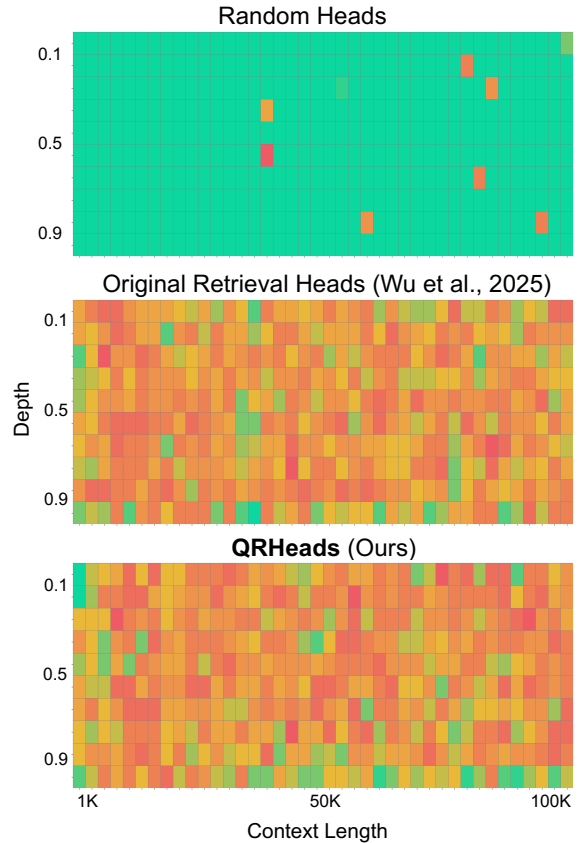 Random Heads
0.1
0.5
0.9
Original Retrieval Heads (Wu et al., 2025)
0.1
0.5
0.9
Depth
QRHeads (Ours)
0.1
0.5
0.9
1K 50K 100K
Context Length